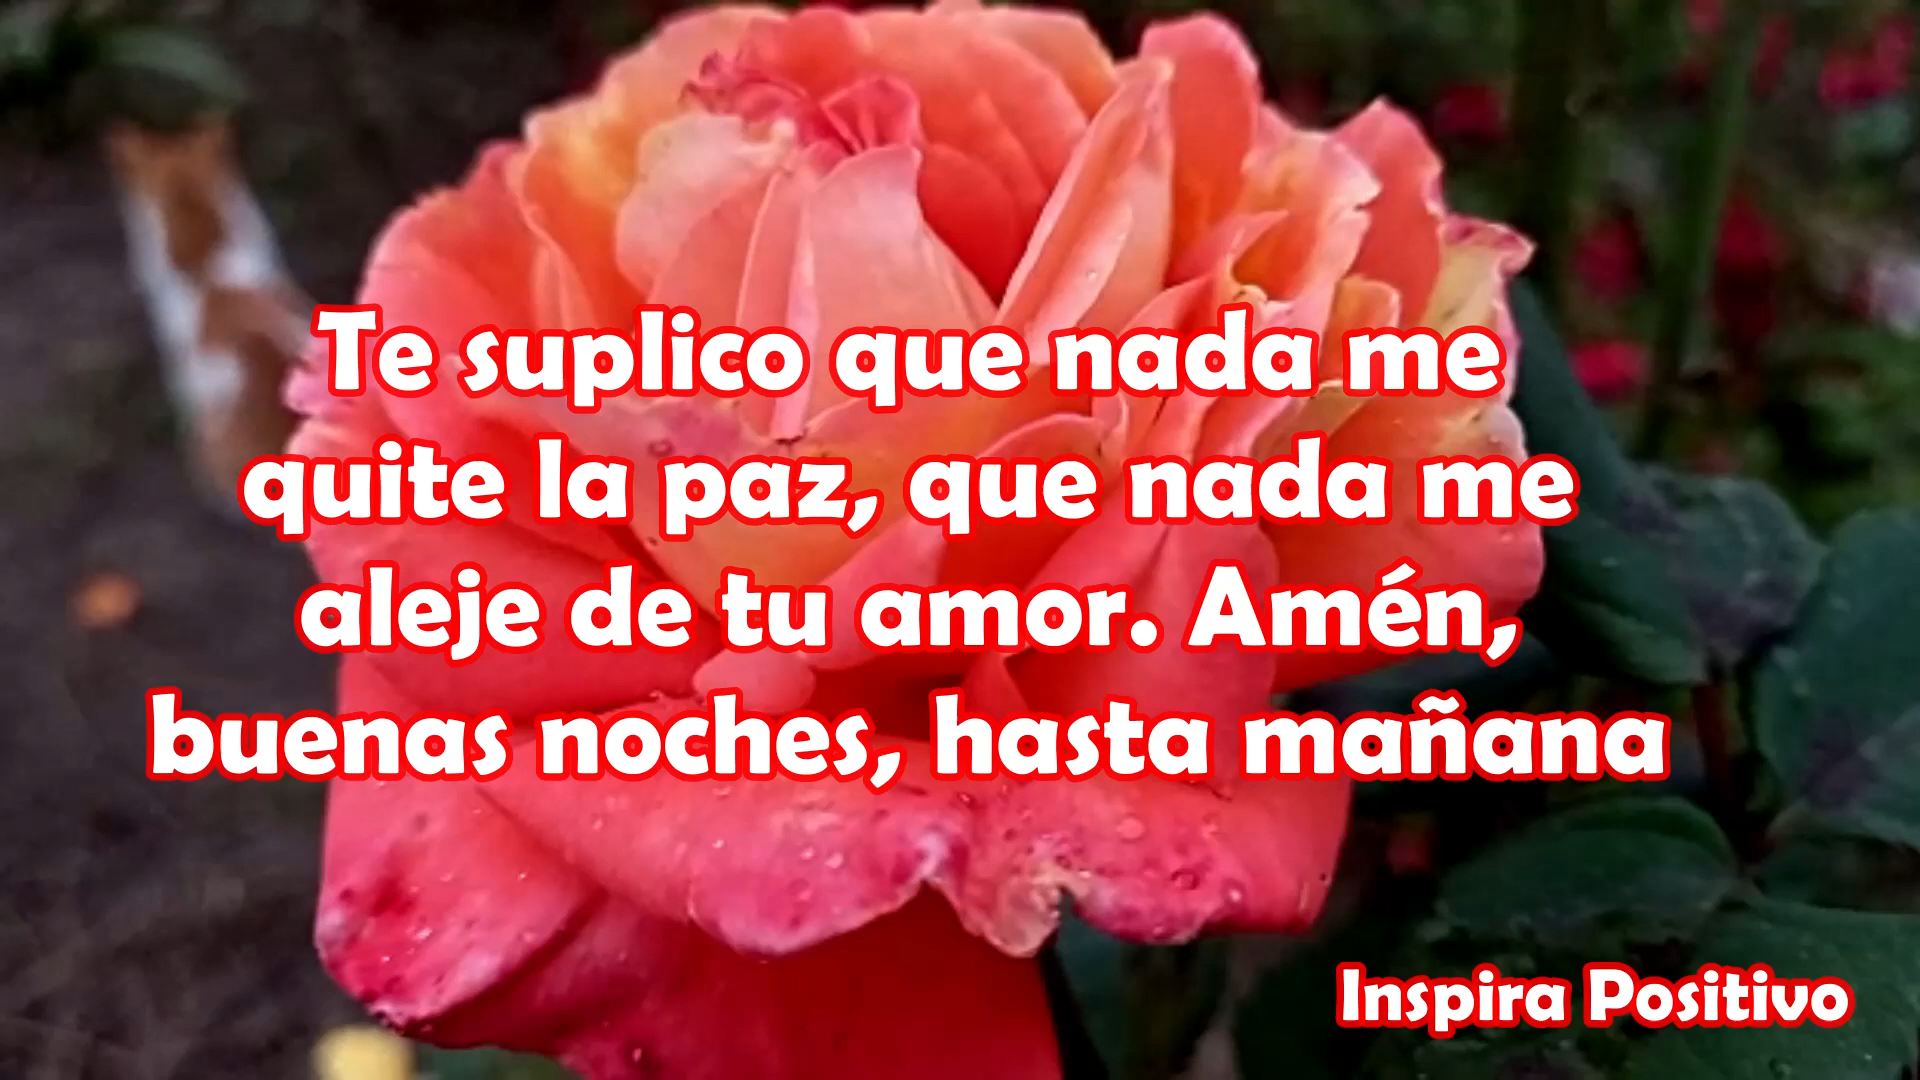 Te suplico que nada me
quite la paz, que nada me
aleje de tu amor. Amén,
buenas noches, hasta mañana
Inspira Positivo